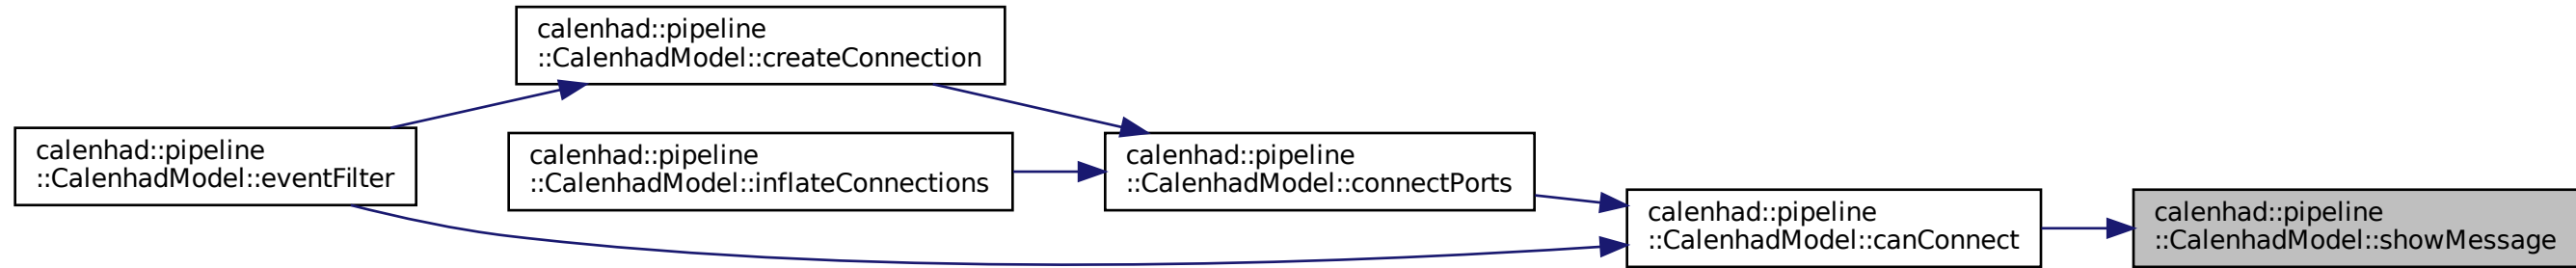 calenhad::pipeline
::CalenhadModel::createConnection
calenhad::pipeline
::CalenhadModel::eventFilter
calenhad::pipeline
::CalenhadModel::inflateConnections
calenhad::pipeline
::CalenhadModel::connectPorts
calenhad::pipeline
::CalenhadModel::canConnect
calenhad::pipeline
::CalenhadModel::showMessage